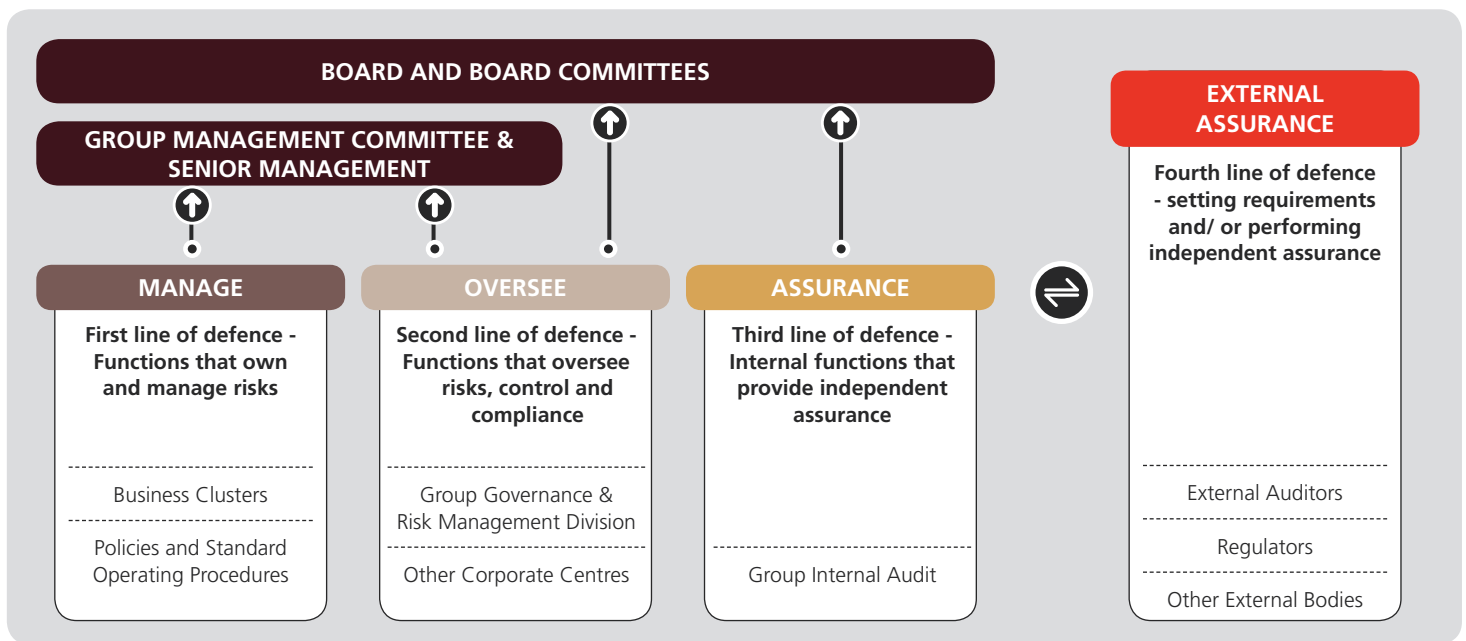 BOARD AND BOARD COMMITTEES
GROUP MANAGEMENT COMMITTEE &
SENIOR MANAGEMENT
MANAGE
First line of defence -
Functions that own
and manage risks
Business Clusters
Policies and Standard
Operating Procedures
OVERSEE
Second line of defence -
Functions that oversee
risks, control and
compliance
Group Governance &
Risk Management Division
Other Corporate Centres
ASSURANCE
Third line of defence -
Internal functions that
provide independent
assurance
Group Internal Audit
EXTERNAL
ASSURANCE
Fourth line of defence
- setting requirements
and/ or performing
independent assurance
External Auditors
Regulators
Other External Bodies